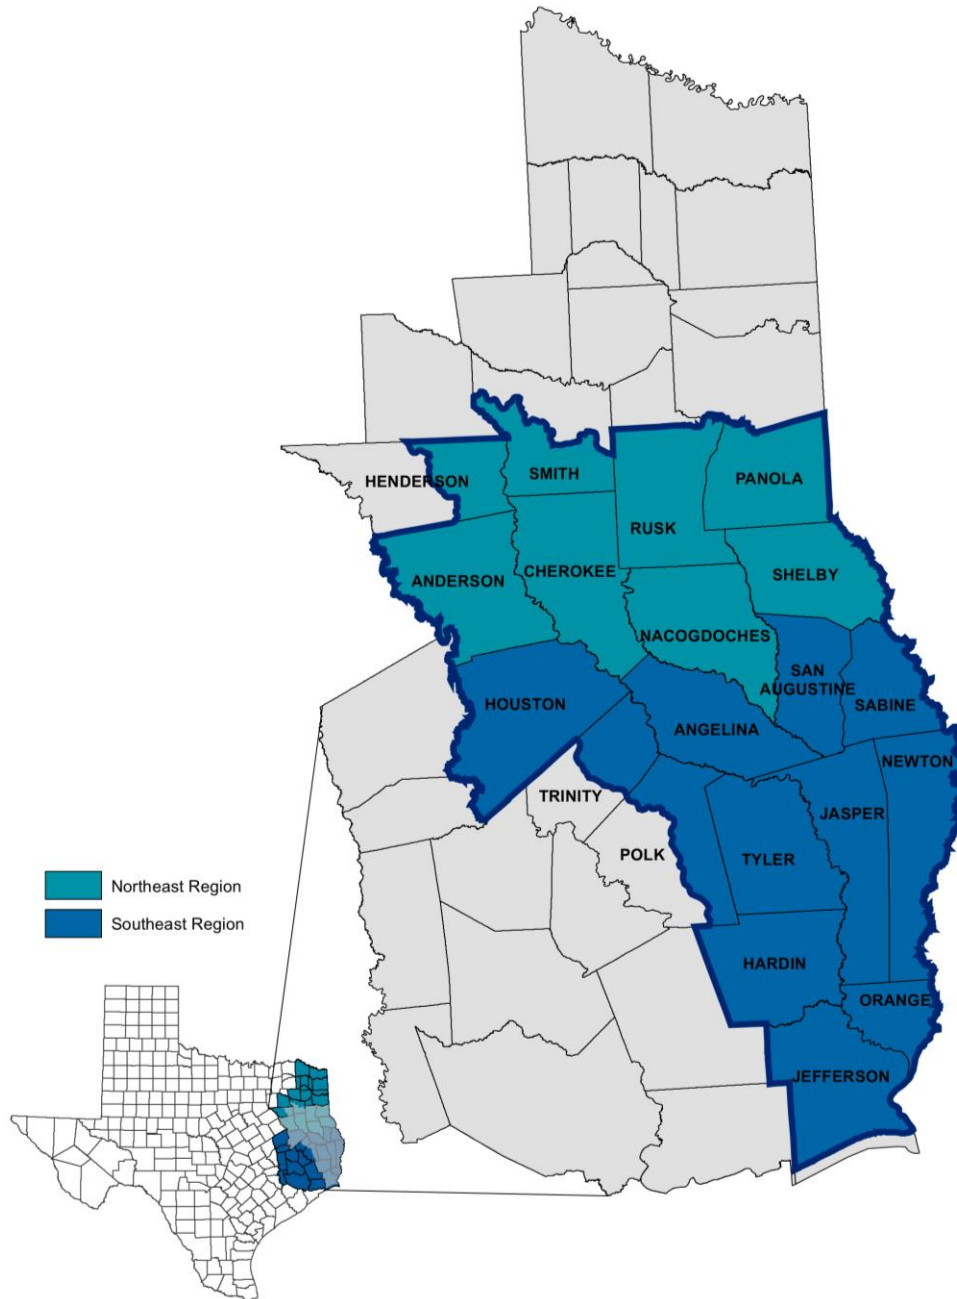 HENDERSON
SMITH
PANOLA
RUSK
ANDERSON
CHEROKEE
SHELBY
NACOGDOCHES
SAN
AUGUSTINE
SABINE
HOUSTON
ANGELINA
NEWTON
TRINITY
JASPER
POLK
TYLER
Northeast Region
Southeast Region
HARDIN
ORANGE
JEFFERSON